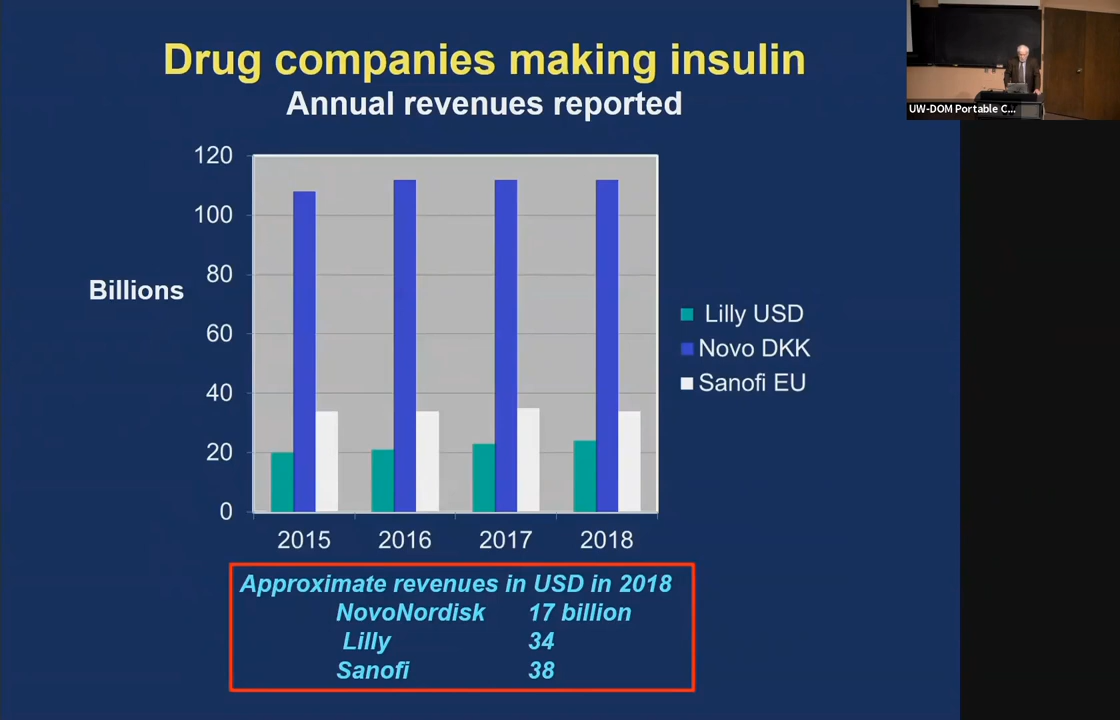 Drug companies making insulin
Annual revenues reported
UW-DOM Portable C...
120
100
80
60
40
20
0
Billions
2015 2016 2017 2018
Lilly USD
Novo DKK
Sanofi EU
Approximate revenues in USD in 2018
NovoNordisk 17 billion
Lilly 34
Sanofi 38